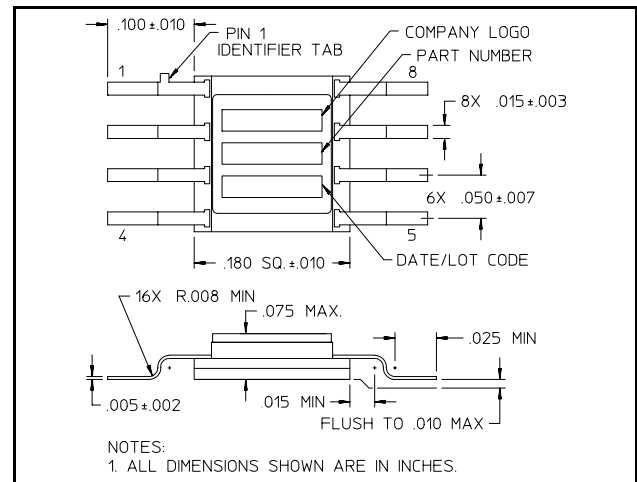 .100±.010
PIN 1
IDENTIFIER TAB
COMPANY LOGO
PART NUMBER
1
8
8X .015±.003
6X .050±.007
4
5
.180 SQ.±.010
DATE/LOT CODE
16X R.008 MIN
.075 MAX.
.025 MIN
.005±.002
.015 MIN
FLUSH TO .010 MAX
NOTES:
1. ALL DIMENSIONS SHOWN ARE IN INCHES.